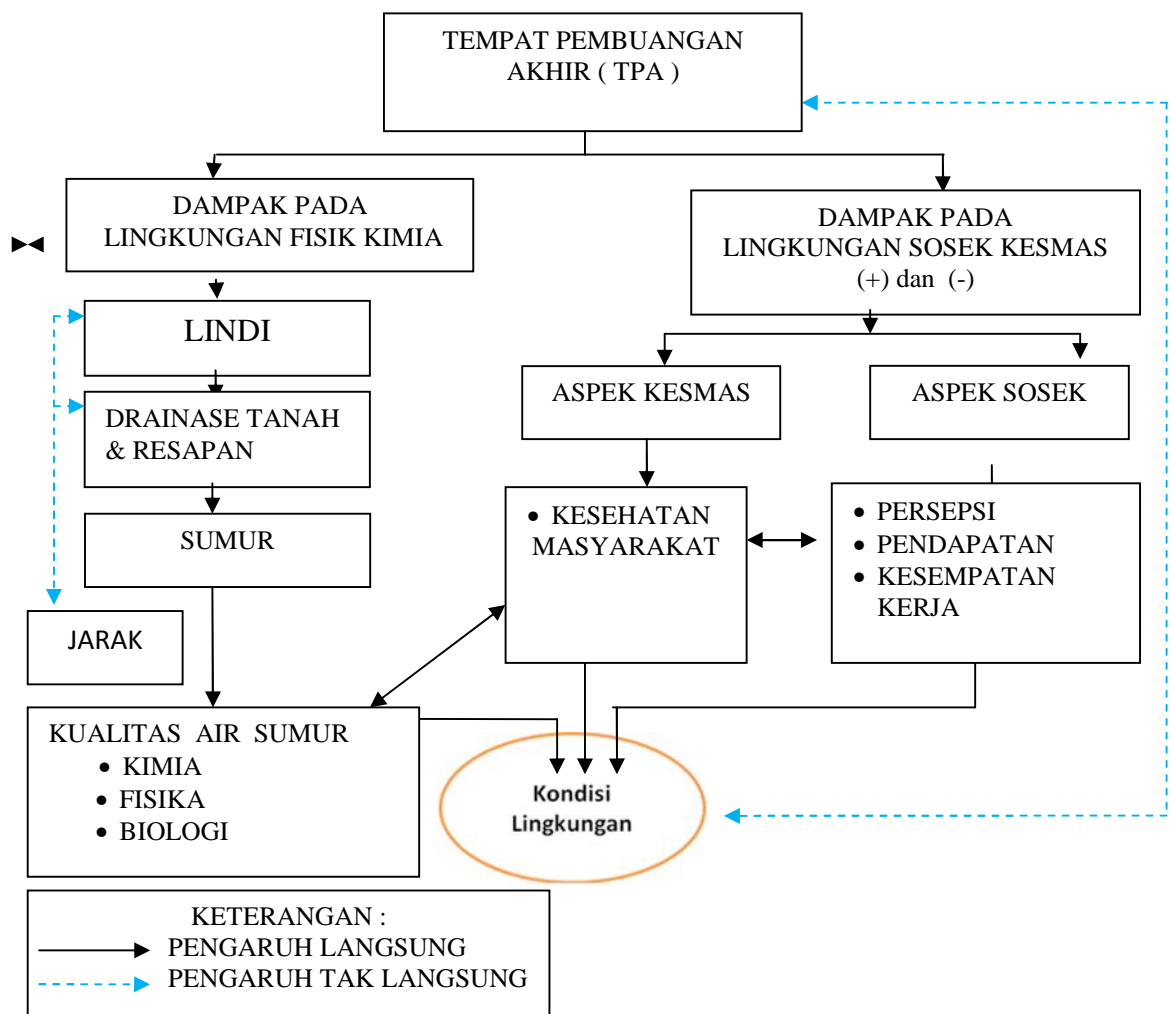 TEMPAT PEMBUANGAN
AKHIR ( TPA )
DAMPAK PADA
LINGKUNGAN FISIK KIMIA
DAMPAK PADA
LINGKUNGAN SOSEK KESMAS
(+) dan (-)
LINDI
ASPEK KESMAS
ASPEK SOSEK
DRAINASE TANAH
& RESAPAN
SUMUR
• KESEHATAN
MASYARAKAT
• PERSEPSI
• PENDAPATAN
• KESEMPATAN
KERJA
JARAK
KUALITAS AIR SUMUR
• KIMIA
• FISIKA
• BIOLOGI
Kondisi
Lingkungan
KETERANGAN :
PENGARUH LANGSUNG
PENGARUH TAK LANGSUNG